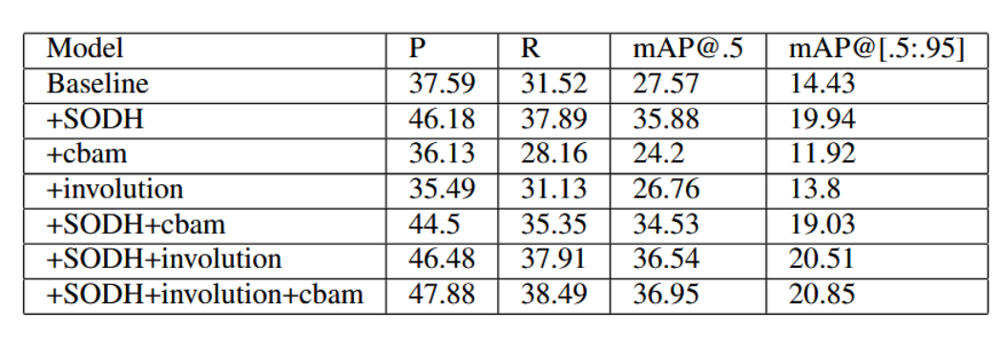 Model P R mAP@.5 mAP@[.5:.95]
Baseline 37.59 31.52 27.57 14.43
+SODH 46.18 37.89 35.88 19.94
+cbam 36.13 28.16 24.2 11.92
+involution 35.49 31.13 26.76 13.8
+SODH+cbam 44.5 35.35 34.53 19.03
+SODH+involution 46.48 37.91 36.54 20.51
+SODH+involution+cbam 47.88 38.49 36.95 20.85